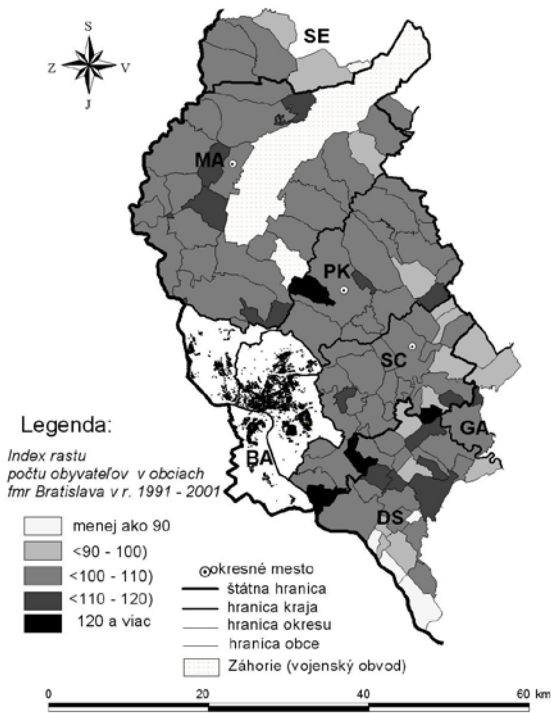 S
Z V
J
SE
MA
PK
SC
GA
BA
DS
Legenda:
Index rastu
počtu obyvateľov v obciach
fmr Bratislava v r. 1991 - 2001
menej ako 90
<90 - 100)
<100 - 110)
<110 - 120)
120 a viac
okresné mesto
štátna hranica
hranica kraja
hranica okresu
hranica obce
Záhorie (vojenský obvod)
0 20 40 60 km